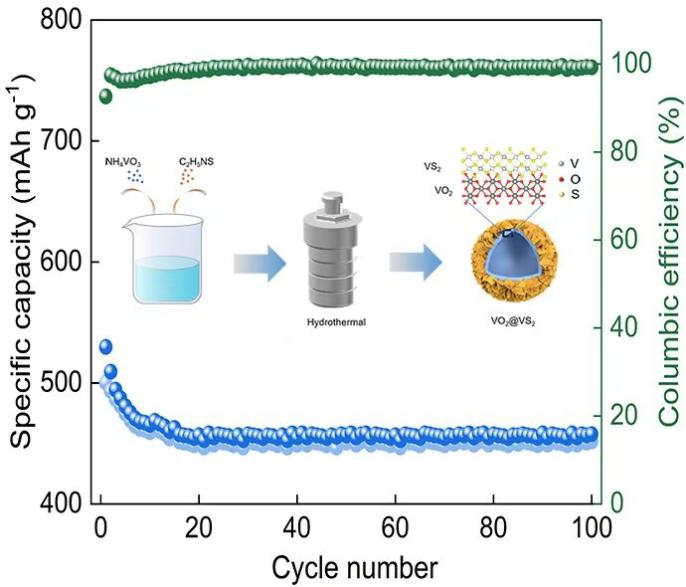 800
700
600
500
400
Specific capacity (mAh g⁻¹)
0
20
40
60
80
100
Cycle number
100
80
60
40
20
0
Columbic efficiency (%)
NH₄VO₃
C₂H₅NS
Hydrothermal
VS₂
VO₂
V
O
S
VO₂@VS₂